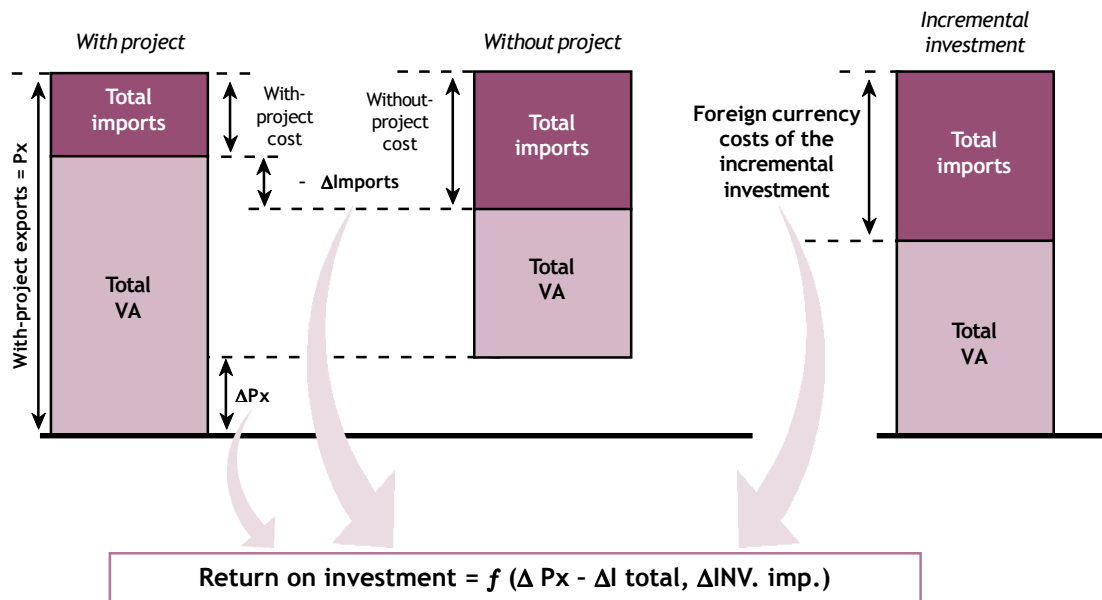 With project
Without project
Incremental
investment
With-project exports = Px
Total
imports
With-
project
cost
- ΔImports
Total
VA
ΔPx
Without-
project
cost
Total
imports
Total
VA
Foreign currency
costs of the
incremental
investment
Total
imports
Total
VA
Return on investment = ƒ (Δ Px - ΔI total, ΔINV. imp.)